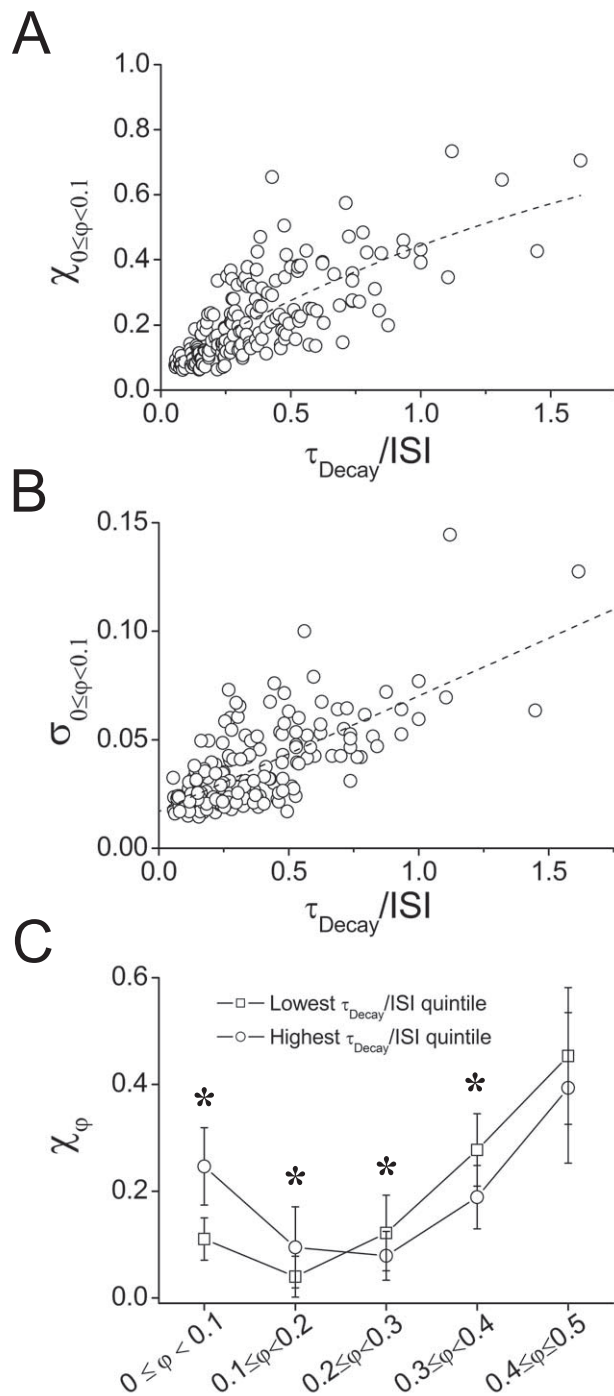 A
1.0
0.8
0.6
0.4
0.2
0.0
χ0≤φ<0.1
0.0 0.5 1.0 1.5
τDecay/ISI
B
0.15
0.10
0.05
0.00
σ0≤φ<0.1
0.0 0.5 1.0 1.5
τDecay/ISI
C
0.6
0.4
0.2
0.0
χφ
Lowest τDecay/ISI quintile
Highest τDecay/ISI quintile
* * * *
0 ≤ φ < 0.1
0.1≤φ<0.2
0.2≤φ<0.3
0.3≤φ<0.4
0.4≤φ≤0.5